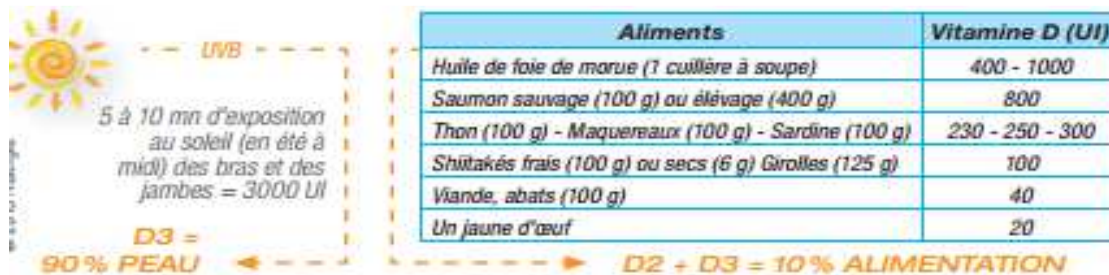 UVB
5 à 10 mn d'exposition
au soleil (en été à
midi) des bras et des
jambes = 3000 UI
D3 =
90% PEAU
Aliments Vitamine D (UI)
Huile de foie de morue (1 cuillère à soupe) 400 - 1000
Saumon sauvage (100 g) ou élévage (400 g) 800
Thon (100 g) - Maquereaux (100 g) - Sardine (100 g) 230 - 250 - 300
Shiitakés frais (100 g) ou secs (6 g) Girolles (125 g) 100
Viande, abats (100 g) 40
Un jaune d'œuf 20
D2 + D3 = 10% ALIMENTATION